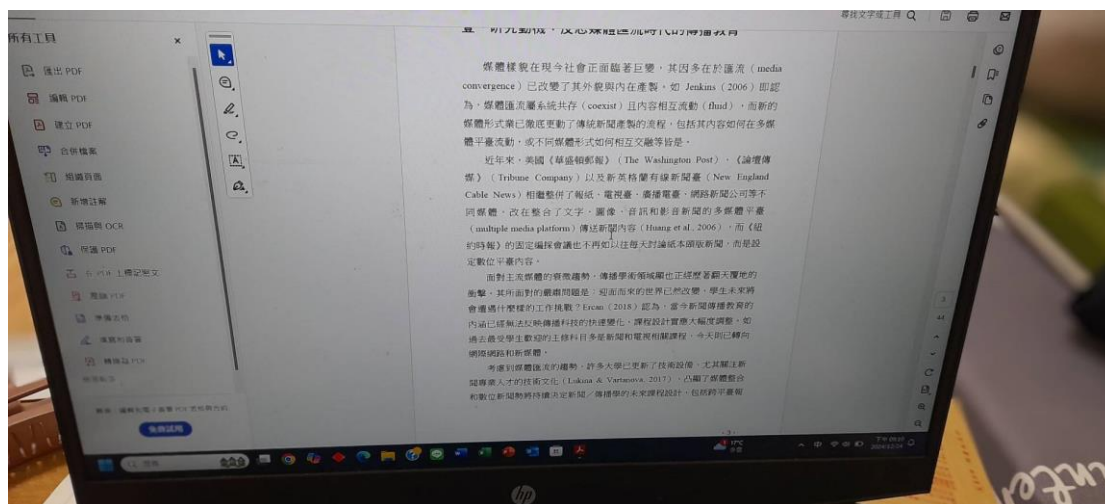 尋找文字或工具
所有工具
匯出 PDF
編輯 PDF
建立 PDF
合併檔案
組織頁面
新增註解
掃描與 OCR
保護 PDF
壹 研究動機：反思媒體匯流時代的傳播教育
媒體樣貌在現今社會正面臨著巨變，其因多在於匯流（media
convergence）已改變了其外貌與內在產製。如 Jenkins（2006）即認
為，媒體匯流屬系統共存（coexist）且內容相互流動（fluid），而新的
媒體形式業已徹底更動了傳統新聞產製的流程，包括其內容如何在多媒
體平臺流動，或不同媒體形式如何相互交融等皆是。
近年來，美國《華盛頓郵報》（The Washington Post）、《論壇傳
媒》（Tribune Company）以及新英格蘭有線新聞臺（New England
Cable News）相繼整併了報紙、電視臺、廣播電臺、網路新聞公司等不
同媒體，改在整合了文字、圖像、音訊和影音新聞的多媒體平臺
（multiple media platform）傳送新聞內容（Huang et al., 2006），而《紐
約時報》的固定編採會議也不再如以往每天討論紙本頭版新聞，而是設
定數位平臺內容。
面對主流媒體的衰微趨勢，傳播學術領域顯也正經歷著翻天覆地的
衝擊，其所面對的嚴肅問題是：迎面而來的世界已然改變，學生未來將
會遭遇什麼樣的工作挑戰？Ercan（2018）認為，當今新聞傳播教育的
內涵已經無法反映傳播科技的快速變化，課程設計實應大幅度調整，如
過去最受學生歡迎的主修科目多是新聞和電視相關課程，今天則已轉向
網際網路和新媒體。
考慮到媒體匯流的趨勢，許多大學已更新了技術設備，尤其關注新
聞專業人才的技術文化（Lukina & Vartanova, 2017），凸顯了媒體整合
和數位新聞勢將持續決定新聞／傳播學的未來課程設計，包括跨平臺報
- 3 -
3
44
免費試用
17°C
hp